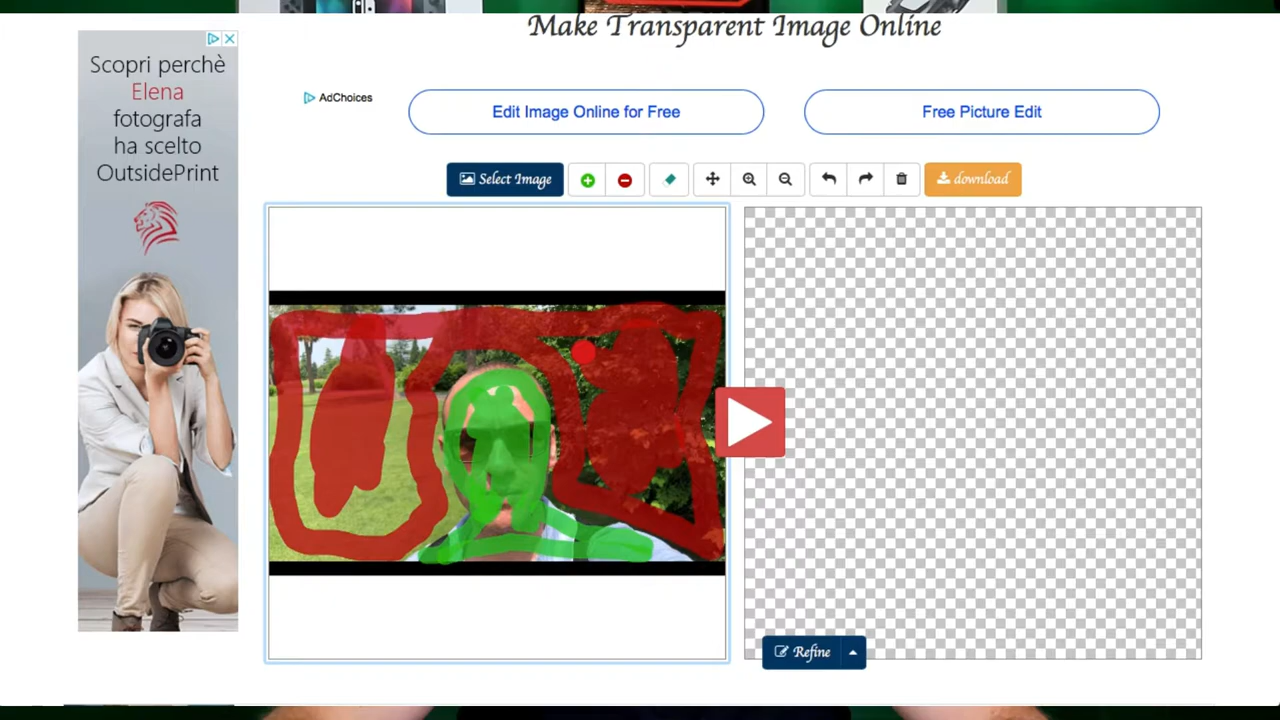 Make Transparent Image Online
Scopri perchè
Elena
fotografa
ha scelto
OutsidePrint
AdChoices
Edit Image Online for Free
Free Picture Edit
Select Image
download
Refine